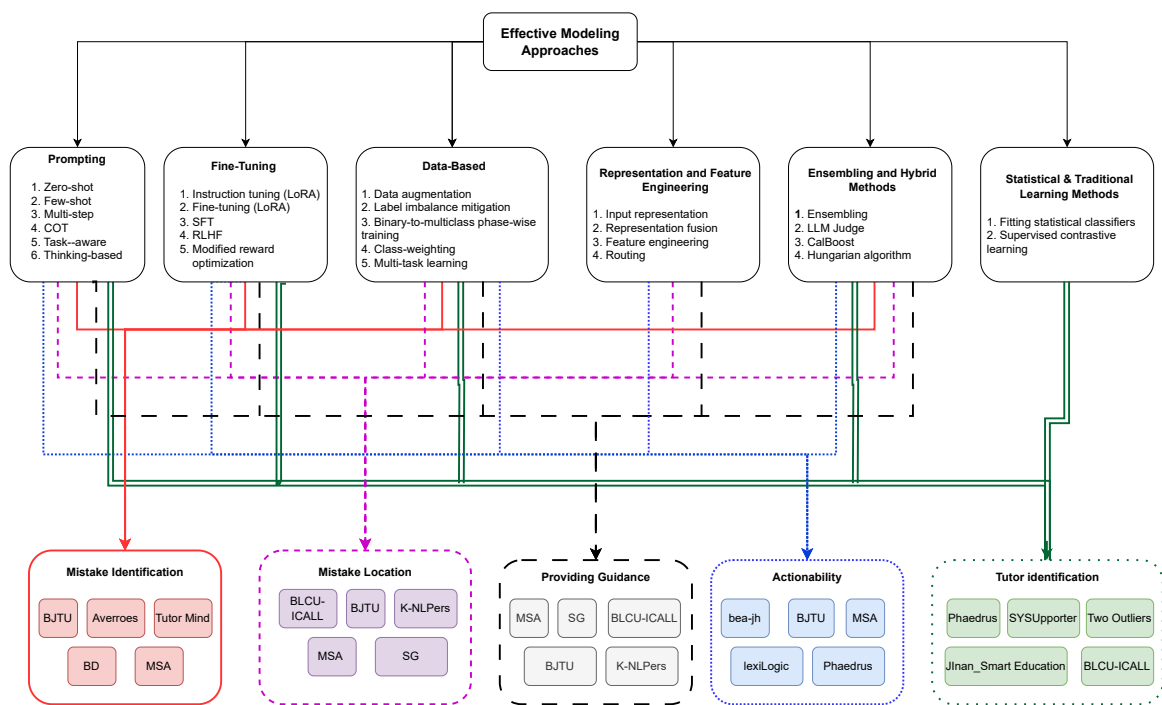 Effective Modeling
Approaches
Prompting
1. Zero-shot
2. Few-shot
3. Multi-step
4. COT
5. Task--aware
6. Thinking-based
Fine-Tuning
1. Instruction tuning (LoRA)
2. Fine-tuning (LoRA)
3. SFT
4. RLHF
5. Modified reward
optimization
Data-Based
1. Data augmentation
2. Label imbalance mitigation
3. Binary-to-multiclass phase-wise
training
4. Class-weighting
5. Multi-task learning
Representation and Feature
Engineering
1. Input representation
2. Representation fusion
3. Feature engineering
4. Routing
Ensembling and Hybrid
Methods
1. Ensembling
2. LLM Judge
3. CalBoost
4. Hungarian algorithm
Statistical & Traditional
Learning Methods
1. Fitting statistical classifiers
2. Supervised contrastive
learning
Mistake Identification
BJTU
Averroes
Tutor Mind
BD
MSA
Mistake Location
BLCU-
ICALL
BJTU
K-NLPers
MSA
SG
Providing Guidance
MSA
SG
BLCU-ICALL
BJTU
K-NLPers
Actionability
bea-jh
BJTU
MSA
lexiLogic
Phaedrus
Tutor identification
Phaedrus
SYSUpporter
Two Outliers
JInan_Smart Education
BLCU-ICALL